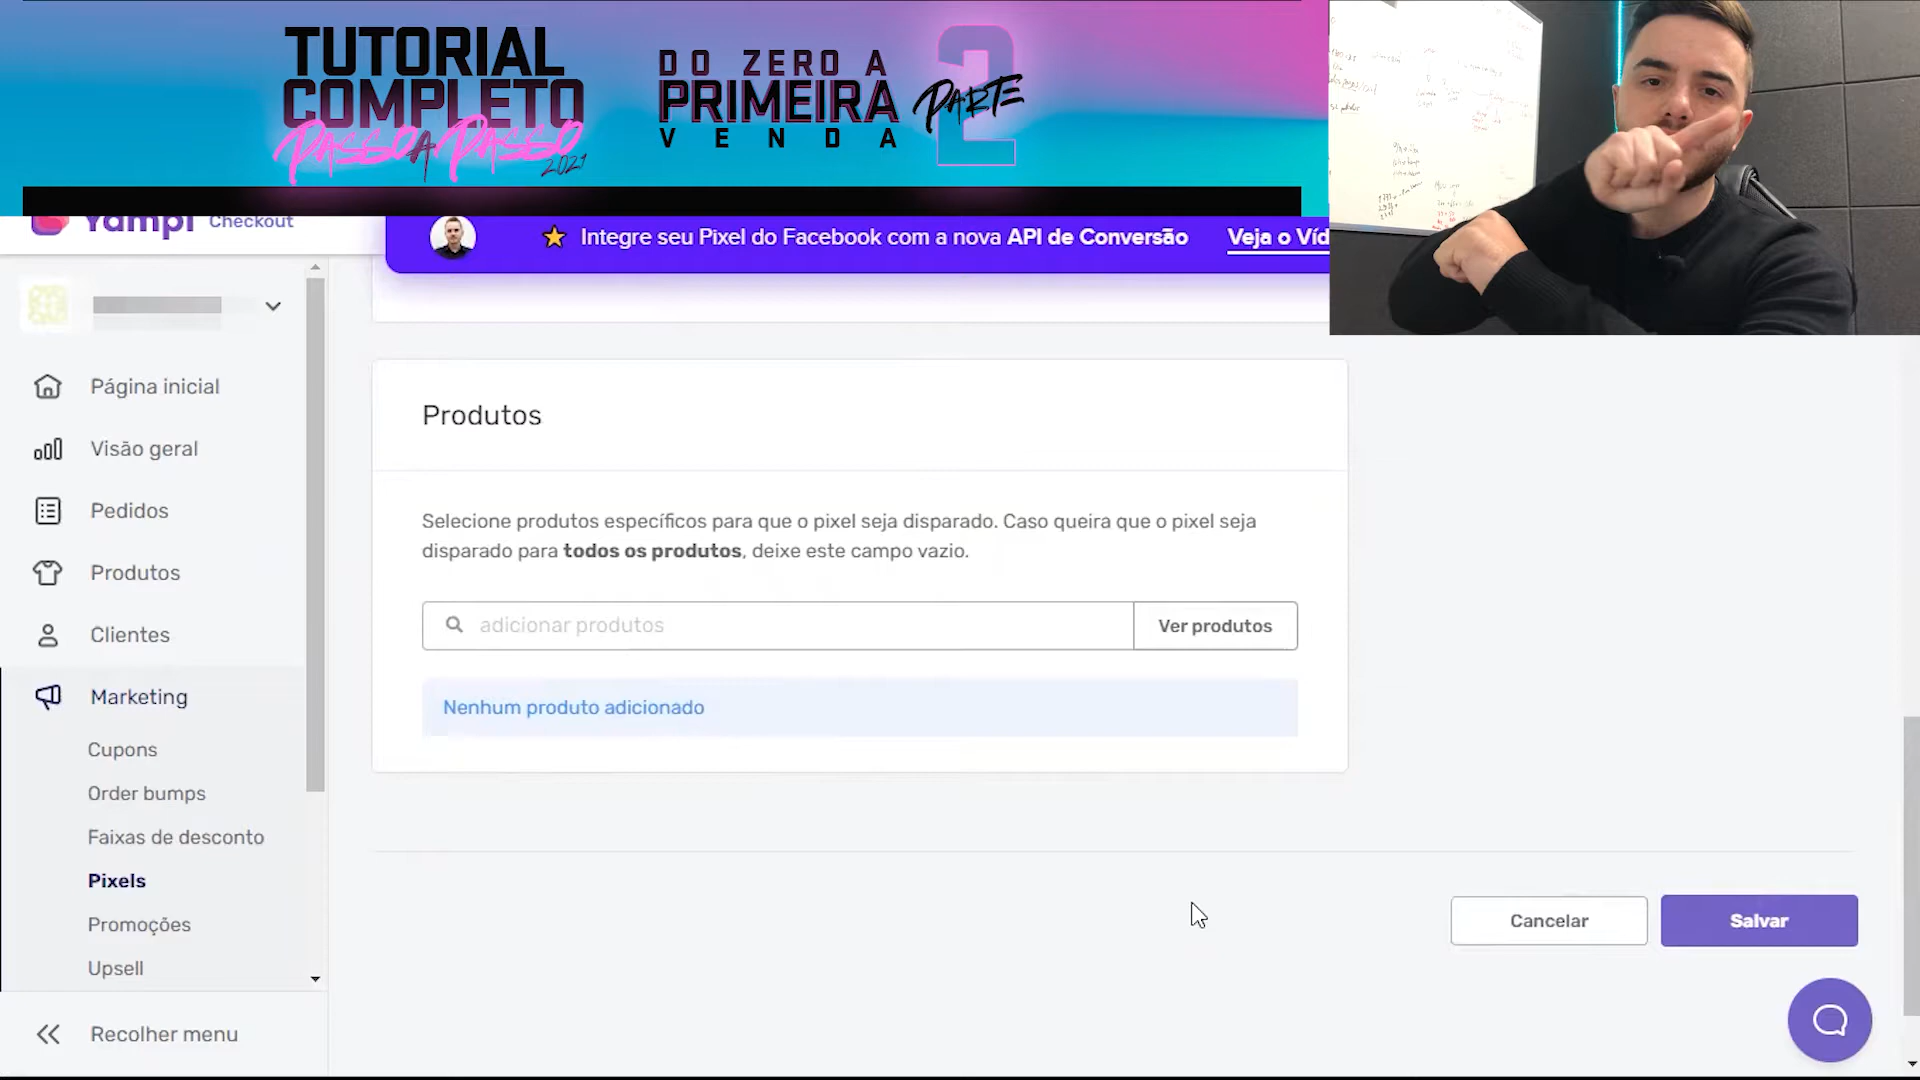 TUTORIAL
COMPLETO
PASSO A PASSO
2021
DO ZERO A
PRIMEIRA
VENDA
PARTE
2
Yampi Checkout
Integre seu Pixel do Facebook com a nova API de Conversão Veja o Víd
Página inicial
Visão geral
Pedidos
Produtos
Clientes
Marketing
Cupons
Order bumps
Faixas de desconto
Pixels
Promoções
Upsell
Recolher menu
Produtos
Selecione produtos específicos para que o pixel seja disparado. Caso queira que o pixel seja
disparado para todos os produtos, deixe este campo vazio.
adicionar produtos
Ver produtos
Nenhum produto adicionado
Cancelar
Salvar